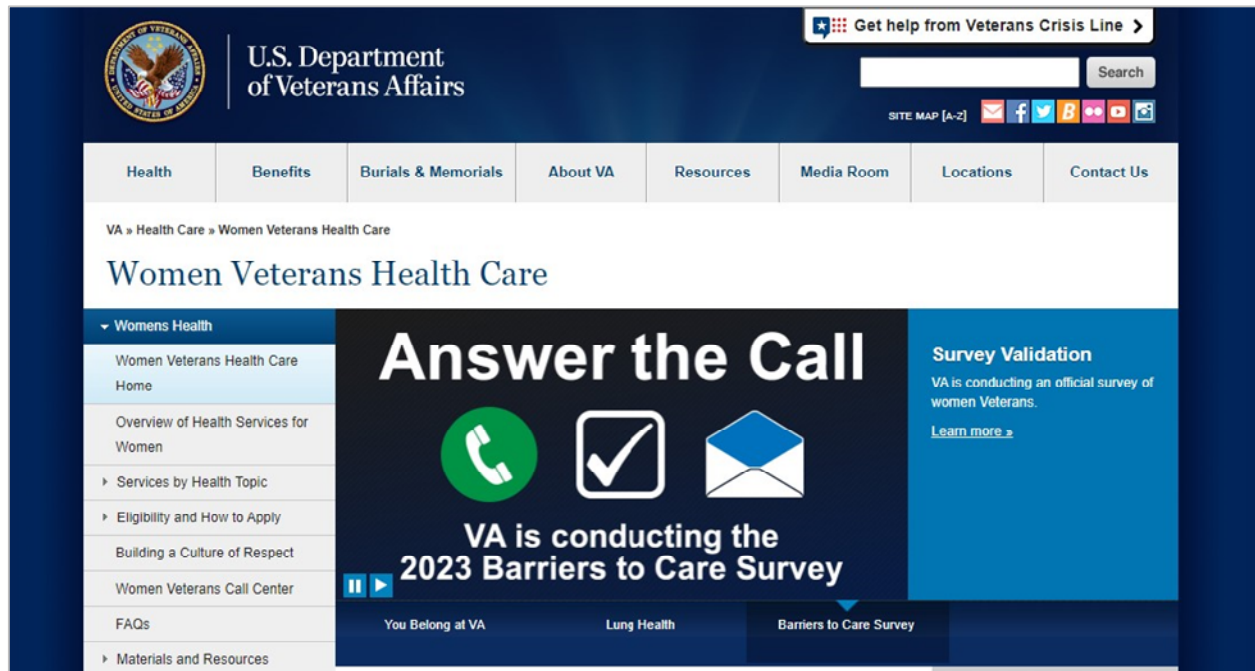 Get help from Veterans Crisis Line
U.S. Department
of Veterans Affairs
Search
SITE MAP [A-Z]
Health
Benefits
Burials & Memorials
About VA
Resources
Media Room
Locations
Contact Us
VA » Health Care » Women Veterans Health Care
Women Veterans Health Care
Womens Health
Women Veterans Health Care
Home
Overview of Health Services for
Women
Services by Health Topic
Eligibility and How to Apply
Building a Culture of Respect
Women Veterans Call Center
FAQs
Materials and Resources
Answer the Call
VA is conducting the
2023 Barriers to Care Survey
Survey Validation
VA is conducting an official survey of
women Veterans.
Learn more »
You Belong at VA
Lung Health
Barriers to Care Survey